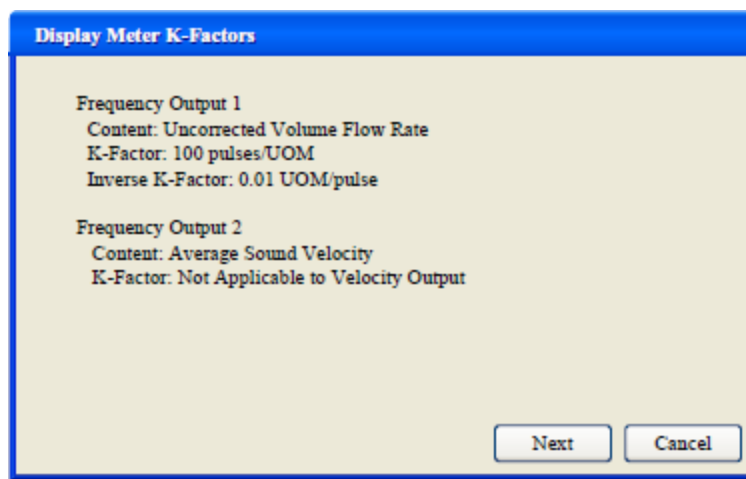 Display Meter K-Factors
Frequency Output 1
Content: Uncorrected Volume Flow Rate
K-Factor: 100 pulses/UOM
Inverse K-Factor: 0.01 UOM/pulse
Frequency Output 2
Content: Average Sound Velocity
K-Factor: Not Applicable to Velocity Output
Next Cancel